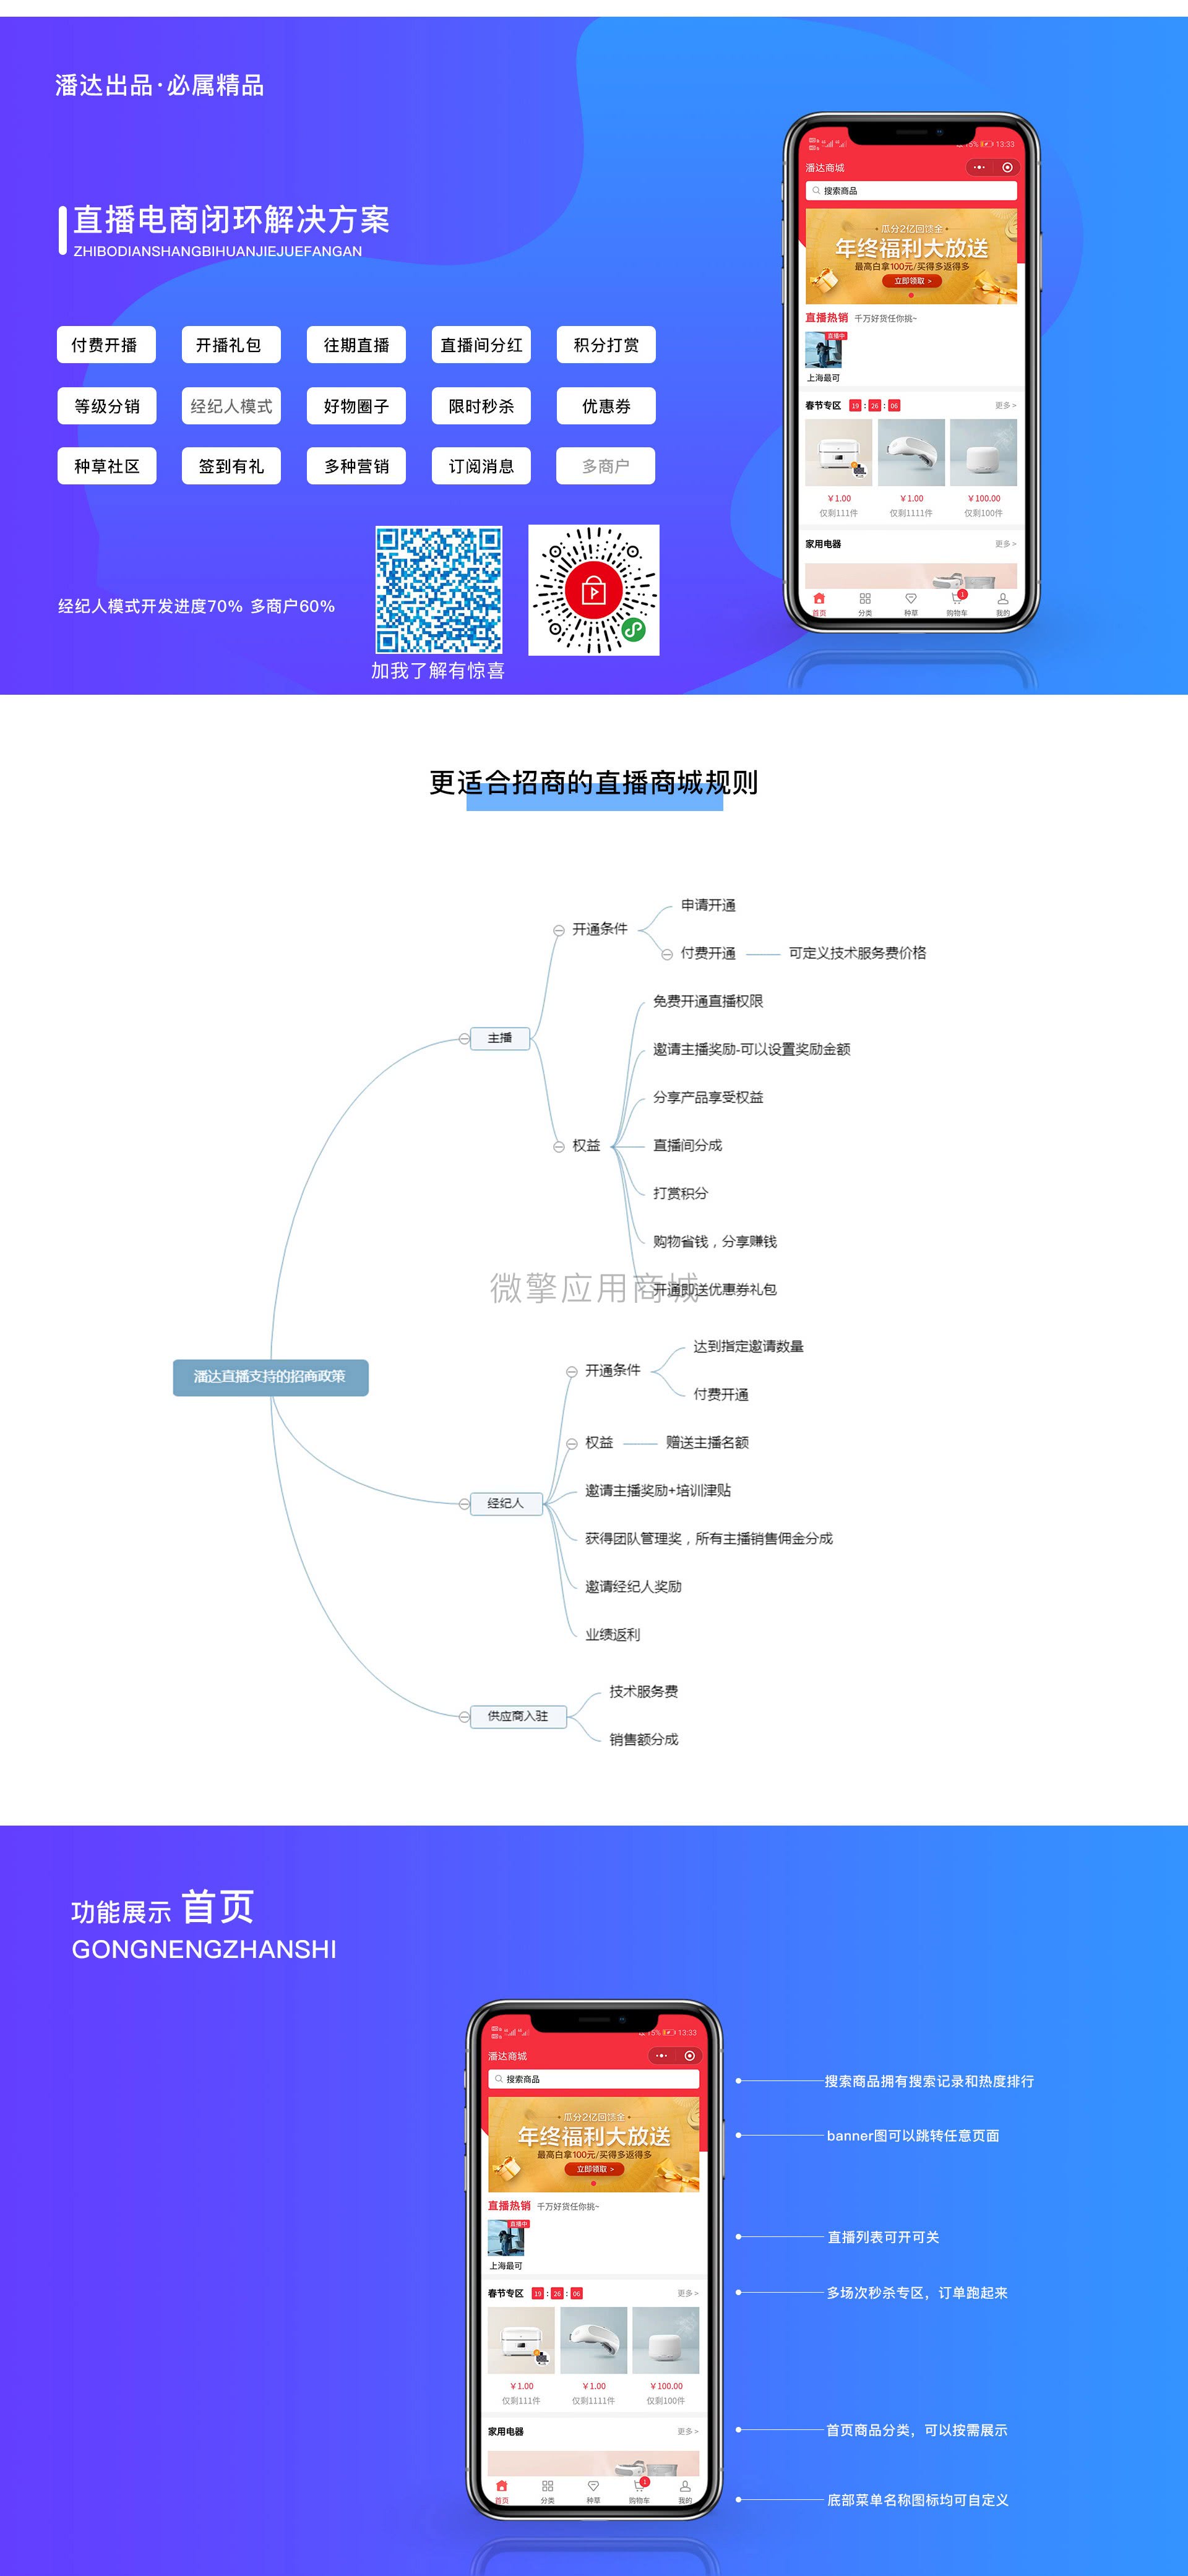 潘达出品·必属精品
直播电商闭环解决方案
ZHIBODIANSHANGBIHUANJIEJUEFANGAN
付费开播
开播礼包
往期直播
直播间分红
积分打赏
等级分销
经纪人模式
好物圈子
限时秒杀
优惠券
种草社区
签到有礼
多种营销
订阅消息
多商户
经纪人模式开发进度70% 多商户60%
加我了解有惊喜
75% 13:33
潘达商城
搜索商品
瓜分2亿回馈金
年终福利大放送
最高白拿100元/买得多返得多
立即领取 >
直播热销 千万好货任你挑~
直播中
上海最可
春节专区 19 : 26 : 06 更多 >
￥1.00 ￥1.00 ￥100.00
仅剩111件 仅剩1111件 仅剩100件
家用电器 更多 >
1
首页 分类 种草 购物车 我的
更适合招商的直播商城规则
潘达直播支持的招商政策
主播
开通条件
申请开通
付费开通
可定义技术服务费价格
权益
免费开通直播权限
邀请主播奖励-可以设置奖励金额
分享产品享受权益
直播间分成
打赏积分
购物省钱，分享赚钱
开通即送优惠券礼包
微擎应用商城
经纪人
开通条件
达到指定邀请数量
付费开通
权益
赠送主播名额
邀请主播奖励+培训津贴
获得团队管理奖，所有主播销售佣金分成
邀请经纪人奖励
业绩返利
供应商入驻
技术服务费
销售额分成
功能展示 首页
GONGNENGZHANSHI
75% 13:33
潘达商城
搜索商品
瓜分2亿回馈金
年终福利大放送
最高白拿100元/买得多返得多
立即领取 >
直播热销 千万好货任你挑~
直播中
上海最可
春节专区 19 : 26 : 06 更多 >
￥1.00 ￥1.00 ￥100.00
仅剩111件 仅剩1111件 仅剩100件
家用电器 更多 >
1
首页 分类 种草 购物车 我的
搜索商品拥有搜索记录和热度排行
banner图可以跳转任意页面
直播列表可开可关
多场次秒杀专区，订单跑起来
首页商品分类，可以按需展示
底部菜单名称图标均可自定义